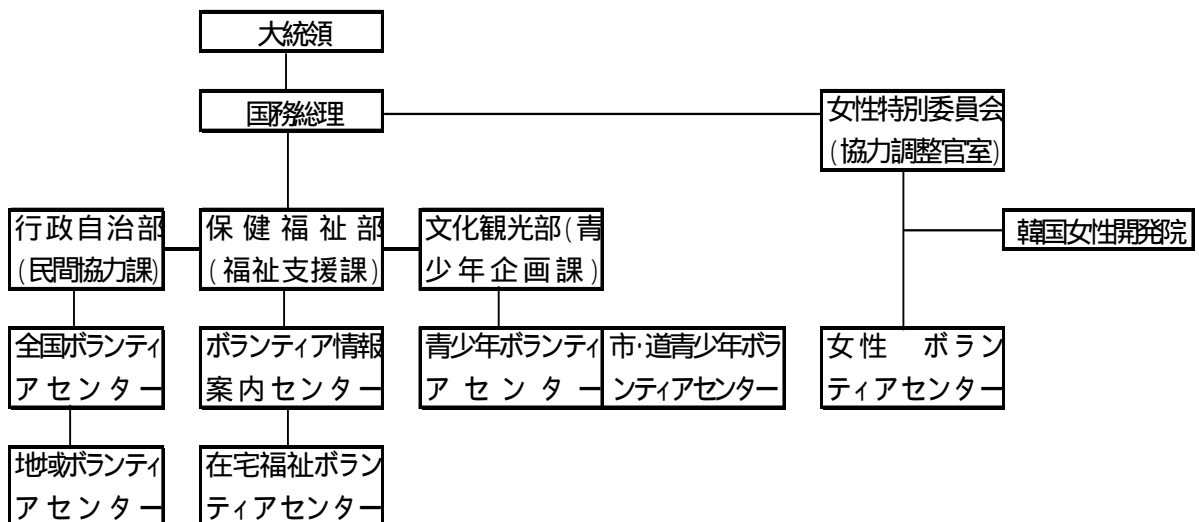 大統領
国務総理
女性特別委員会
(協力調整官室)
行政自治部
(民間協力課)
保健福祉部
(福祉支援課)
文化観光部(青
少年企画課)
韓国女性開発院
全国ボランティ
アセンター
ボランティア情報
案内センター
青少年ボランティ
アセンター
市・道青少年ボラ
ンティアセンター
女性　ボラン
ティアセンター
地域ボランティ
アセンター
在宅福祉ボラン
ティアセンター